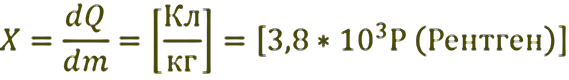 X = dQ/dm = [Кл/кг] = [3,8 * 10³Р (Рентген)]